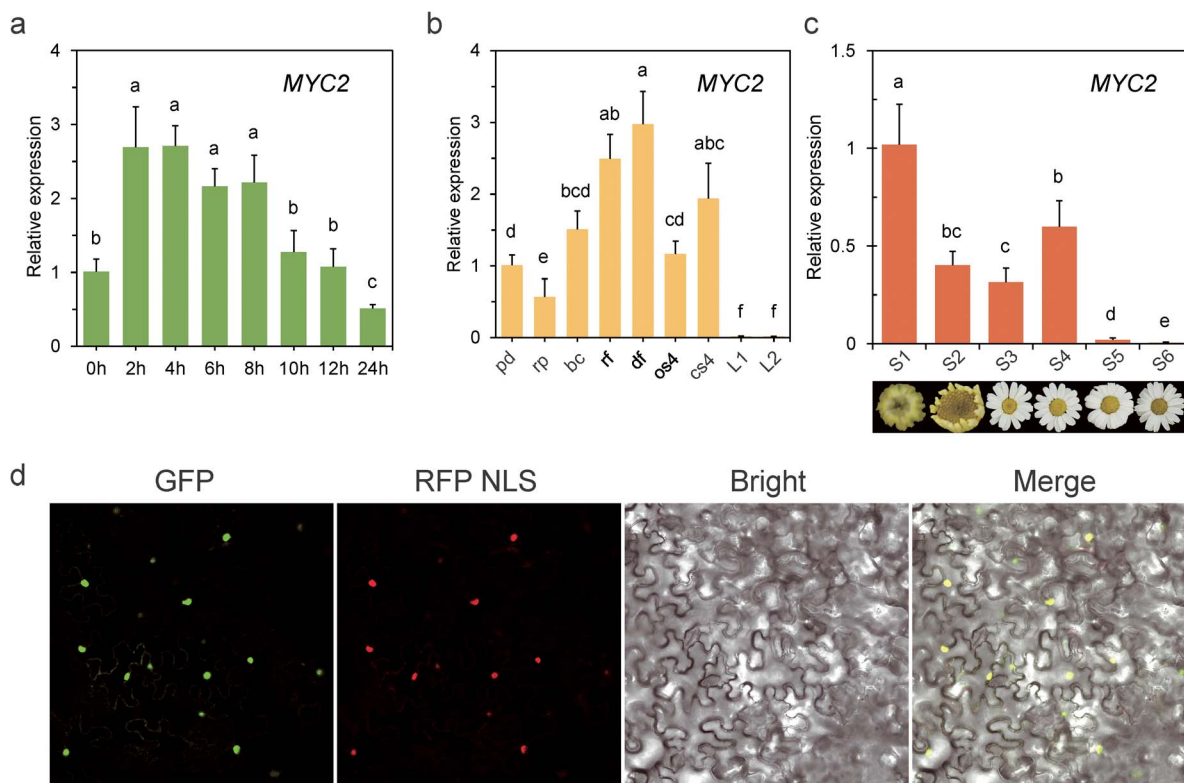 a
MYC2
Relative expression
4
3
2
1
0
b
a
a
a
a
b
b
c
0h 2h 4h 6h 8h 10h 12h 24h
b
MYC2
Relative expression
4
3
2
1
0
d
e
bcd
ab
a
cd
abc
f
f
pd rp bc rf df os4 cs4 L1 L2
c
MYC2
Relative expression
1.5
1
0.5
0
a
bc
c
b
d
e
S1 S2 S3 S4 S5 S6
d
GFP RFP NLS Bright Merge